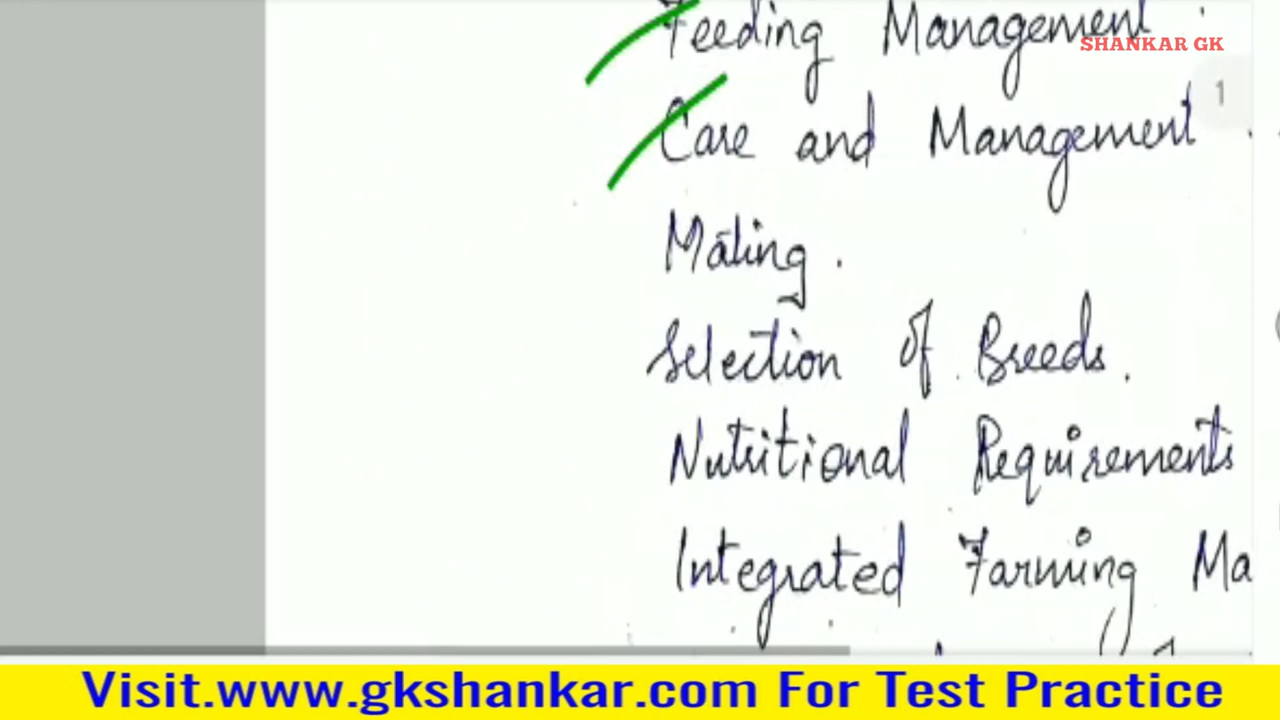 Feeding Management.
SHANKAR GK
1
Care and Management.
Mating.
Selection of Breeds.
Nutritional Requirements
Integrated Farming Ma
Visit.www.gkshankar.com For Test Practice